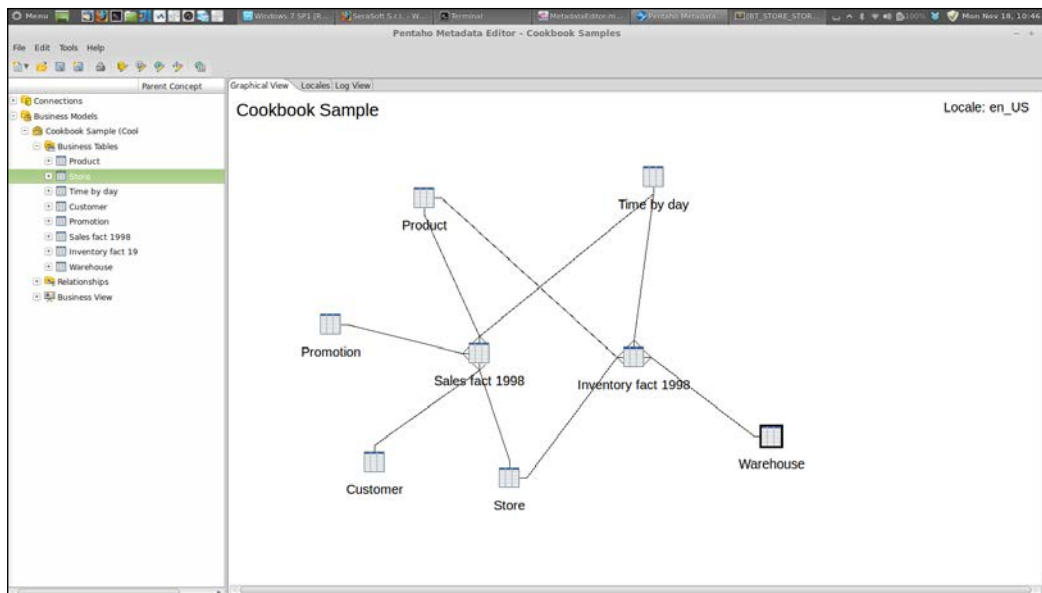 Menu Windows 7 SP1 [R... SeraSoft S.r.l. - W... Terminal MetadataEditor.m... Pentaho Metadata... [BT_STORE_STOR... 100% Mon Nov 18, 10:46
Pentaho Metadata Editor - Cookbook Samples
File Edit Tools Help
Parent Concept
Graphical View Locales Log View
Connections
Business Models
Cookbook Sample (Cool
Business Tables
Product
Store
Time by day
Customer
Promotion
Sales fact 1998
Inventory fact 19
Warehouse
Relationships
Business View
Cookbook Sample
Locale: en_US
Time by day
Product
Promotion
Sales fact 1998
Inventory fact 1998
Warehouse
Customer
Store